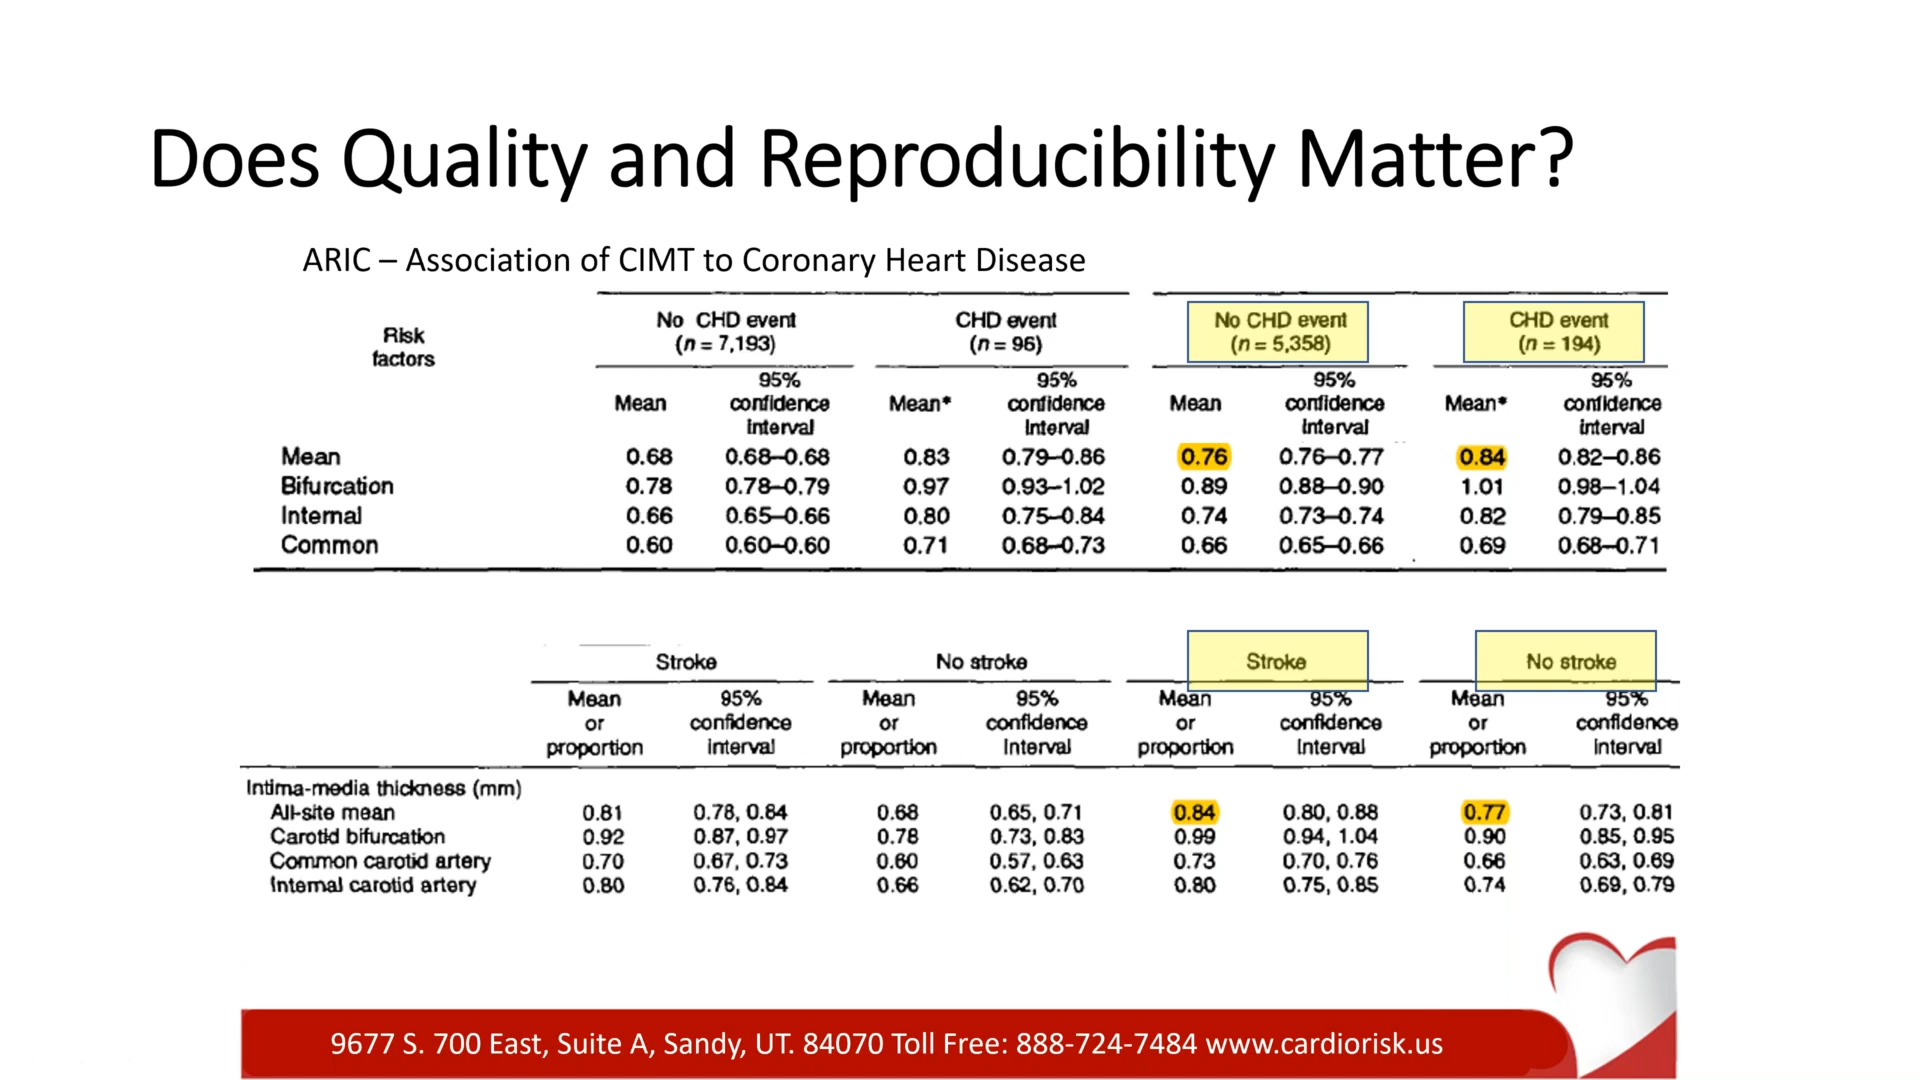 Does Quality and Reproducibility Matter?
ARIC – Association of CIMT to Coronary Heart Disease
Risk factors
No CHD event (n = 7,193) CHD event (n = 96) No CHD event (n = 5,358) CHD event (n = 194)
Mean 95% confidence interval Mean* 95% confidence interval Mean 95% confidence interval Mean* 95% confidence interval
Mean 0.68 0.68–0.68 0.83 0.79–0.86 0.76 0.76–0.77 0.84 0.82–0.86
Bifurcation 0.78 0.78–0.79 0.97 0.93–1.02 0.89 0.88–0.90 1.01 0.98–1.04
Internal 0.66 0.65–0.66 0.80 0.75–0.84 0.74 0.73–0.74 0.82 0.79–0.85
Common 0.60 0.60–0.60 0.71 0.68–0.73 0.66 0.65–0.66 0.69 0.68–0.71
Stroke No stroke Stroke No stroke
Mean or proportion 95% confidence interval Mean or proportion 95% confidence interval Mean or proportion 95% confidence interval Mean or proportion 95% confidence interval
Intima-media thickness (mm)
All-site mean 0.81 0.78, 0.84 0.68 0.65, 0.71 0.84 0.80, 0.88 0.77 0.73, 0.81
Carotid bifurcation 0.92 0.87, 0.97 0.78 0.73, 0.83 0.99 0.94, 1.04 0.90 0.85, 0.95
Common carotid artery 0.70 0.67, 0.73 0.60 0.57, 0.63 0.73 0.70, 0.76 0.66 0.63, 0.69
Internal carotid artery 0.80 0.76, 0.84 0.66 0.62, 0.70 0.80 0.75, 0.85 0.74 0.69, 0.79
9677 S. 700 East, Suite A, Sandy, UT. 84070 Toll Free: 888-724-7484 www.cardiorisk.us